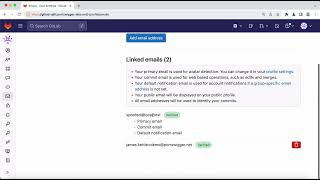 Search GitLab
Add email address
Linked emails (2)
Your primary email is used for avatar detection. You can change it in your profile settings.
Your commit email is used for web based operations, such as edits and merges.
Your default notification email is used for account notifications if a group-specific email
address is not set.
Your public email will be displayed on your public profile.
All email addresses will be used to identify your commits.
Verified
Primary email
Commit email
Default notification email
Verified